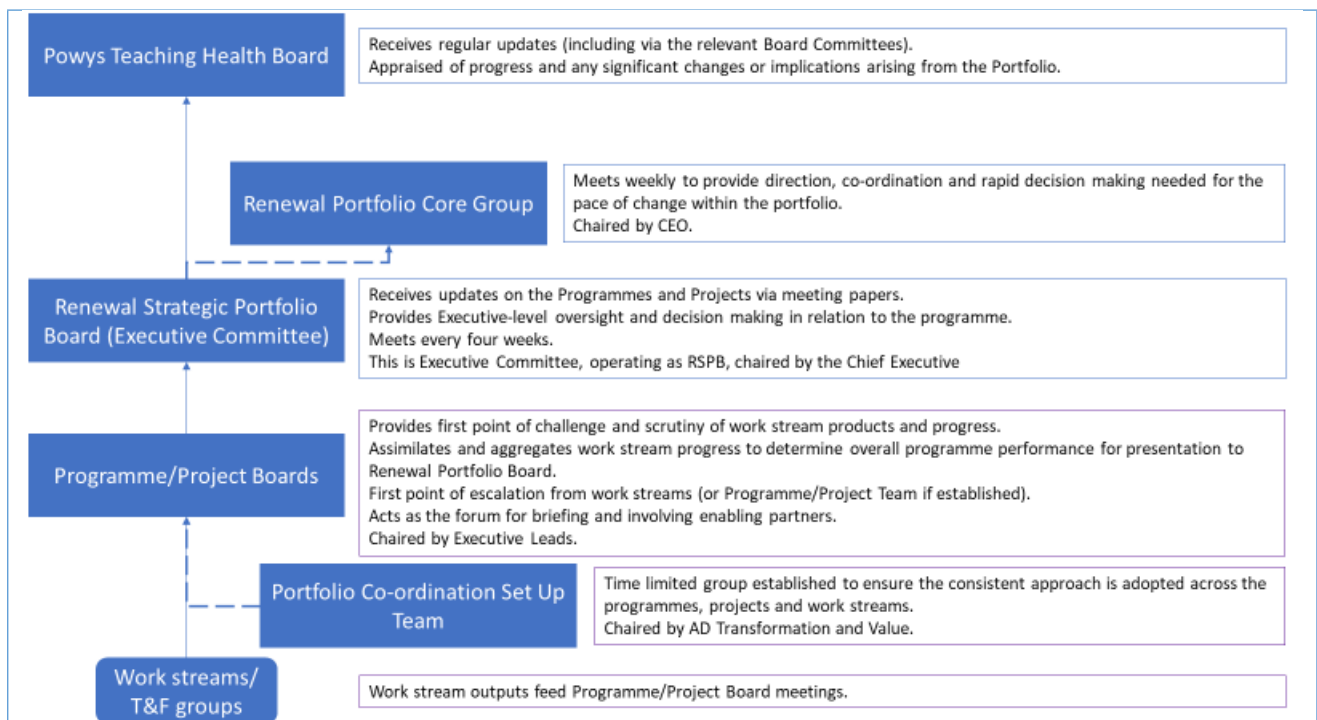 Powys Teaching Health Board
Receives regular updates (including via the relevant Board Committees).
Appraised of progress and any significant changes or implications arising from the Portfolio.
Renewal Portfolio Core Group
Meets weekly to provide direction, co-ordination and rapid decision making needed for the
pace of change within the portfolio.
Chaired by CEO.
Renewal Strategic Portfolio
Board (Executive Committee)
Receives updates on the Programmes and Projects via meeting papers.
Provides Executive-level oversight and decision making in relation to the programme.
Meets every four weeks.
This is Executive Committee, operating as RSPB, chaired by the Chief Executive
Programme/Project Boards
Provides first point of challenge and scrutiny of work stream products and progress.
Assimilates and aggregates work stream progress to determine overall programme performance for presentation to
Renewal Portfolio Board.
First point of escalation from work streams (or Programme/Project Team if established).
Acts as the forum for briefing and involving enabling partners.
Chaired by Executive Leads.
Portfolio Co-ordination Set Up
Team
Time limited group established to ensure the consistent approach is adopted across the
programmes, projects and work streams.
Chaired by AD Transformation and Value.
Work streams/
T&F groups
Work stream outputs feed Programme/Project Board meetings.